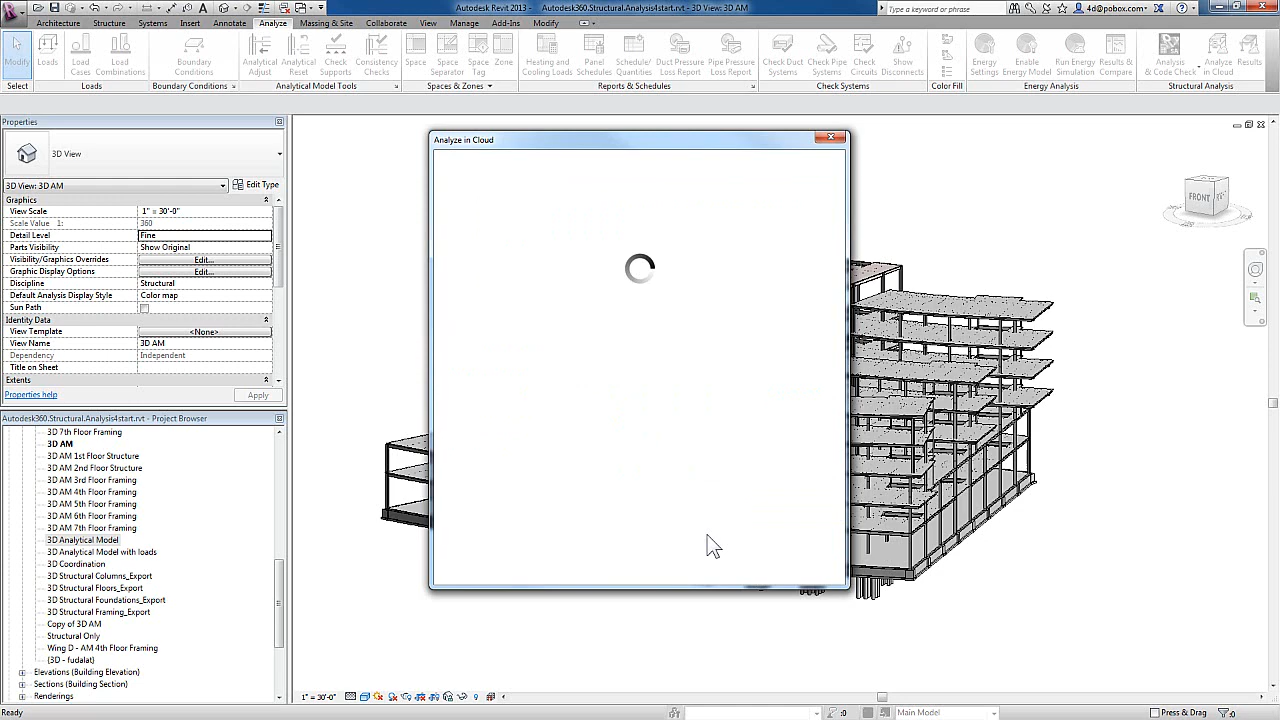 Autodesk Revit 2013 - Autodesk360.Structural.Analysis4start.rvt - 3D View: 3D AM
Type a keyword or phrase
4d@pobox.com
Architecture Structure Systems Insert Annotate Analyze Massing & Site Collaborate View Manage Add-Ins Modify
Modify
Loads
Load Cases
Load Combinations
Boundary Conditions
Analytical Adjust
Analytical Reset
Check Supports
Consistency Checks
Space
Space Separator
Space Tag
Zone
Heating and Cooling Loads
Panel Schedules
Schedule/ Quantities
Duct Pressure Loss Report
Pipe Pressure Loss Report
Check Duct Systems
Check Pipe Systems
Check Circuits
Show Disconnects
Energy Settings
Enable Energy Model
Run Energy Simulation
Results & Compare
Analysis & Code Check
Analyze in Cloud
Results
Select Loads Boundary Conditions Analytical Model Tools Spaces & Zones Reports & Schedules Check Systems Color Fill Energy Analysis Structural Analysis
Properties
3D View
3D View: 3D AM Edit Type
Graphics
View Scale 1" = 30'-0"
Scale Value 1: 360
Detail Level Fine
Parts Visibility Show Original
Visibility/Graphics Overrides Edit...
Graphic Display Options Edit...
Discipline Structural
Default Analysis Display Style Color map
Sun Path
Identity Data
View Template <None>
View Name 3D AM
Dependency Independent
Title on Sheet
Extents
Properties help Apply
Autodesk360.Structural.Analysis4start.rvt - Project Browser
3D 7th Floor Framing
3D AM
3D AM 1st Floor Structure
3D AM 2nd Floor Structure
3D AM 3rd Floor Framing
3D AM 4th Floor Framing
3D AM 5th Floor Framing
3D AM 6th Floor Framing
3D AM 7th Floor Framing
3D Analytical Model
3D Analytical Model with loads
3D Coordination
3D Structural Columns_Export
3D Structural Floors_Export
3D Structural Foundations_Export
3D Structural Framing_Export
Copy of 3D AM
Structural Only
Wing D - AM 4th Floor Framing
{3D - fudalat}
Elevations (Building Elevation)
Sections (Building Section)
Renderings
Analyze in Cloud
FRONT
1" = 30'-0"
Ready
:0
Main Model
Press & Drag
:0